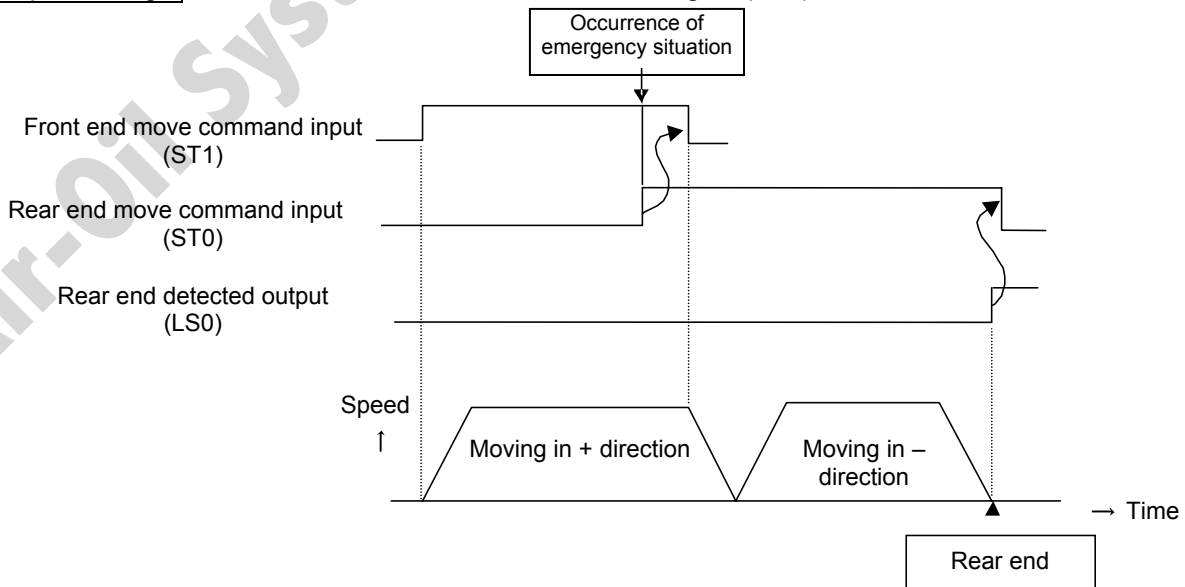 Occurrence of
emergency situation
Front end move command input
(ST1)
Rear end move command input
(ST0)
Rear end detected output
(LS0)
Speed
↑
Moving in + direction
Moving in –
direction
→ Time
Rear end